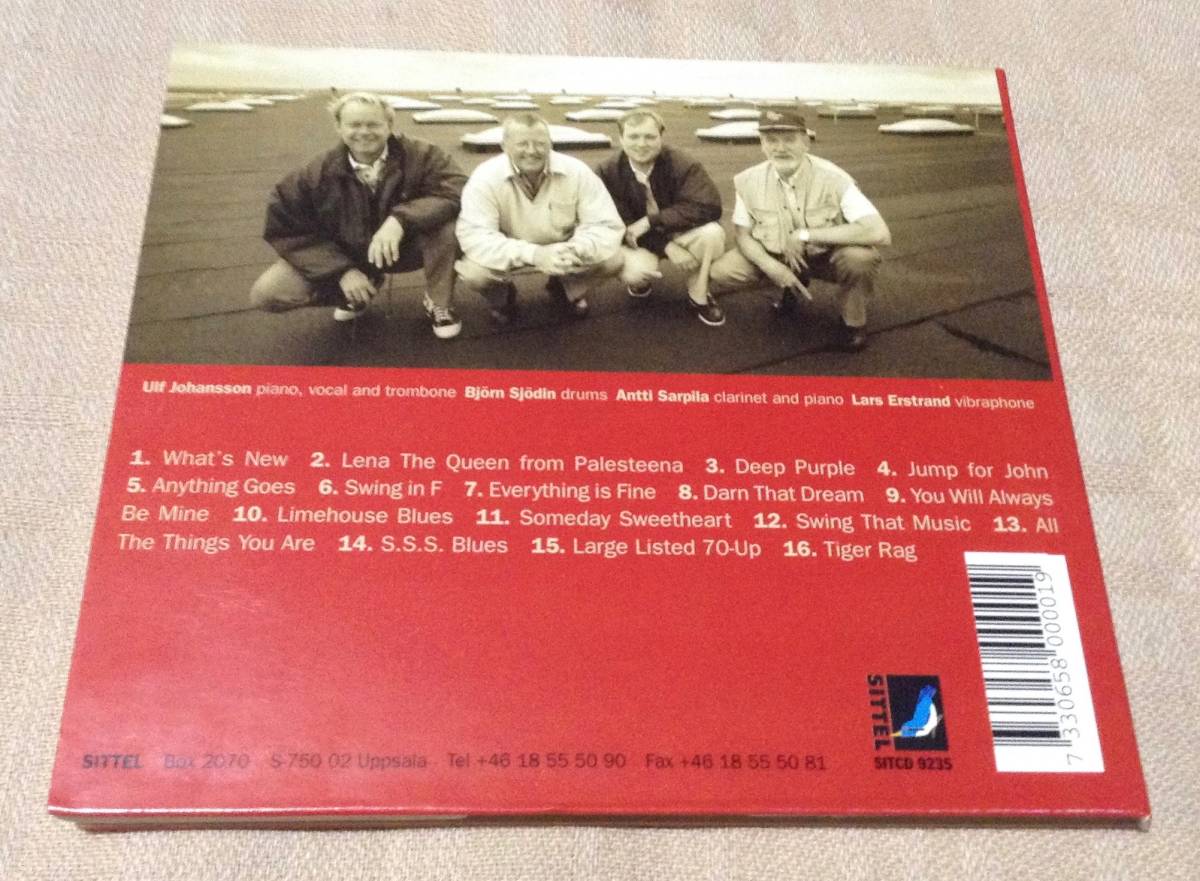 Ulf Johansson piano, vocal and trombone Björn Sjödin drums Antti Sarpila clarinet and piano Lars Erstrand vibraphone
1. What's New 2. Lena The Queen from Palesteena 3. Deep Purple 4. Jump for John
5. Anything Goes 6. Swing in F 7. Everything is Fine 8. Darn That Dream 9. You Will Always
Be Mine 10. Limehouse Blues 11. Someday Sweetheart 12. Swing That Music 13. All
The Things You Are 14. S.S.S. Blues 15. Large Listed 70-Up 16. Tiger Rag
SITTEL Box 2070 S-750 02 Uppsala Tel +46 18 55 50 90 Fax +46 18 55 50 81
SITTEL
SITCD 9235
7 330658 000019